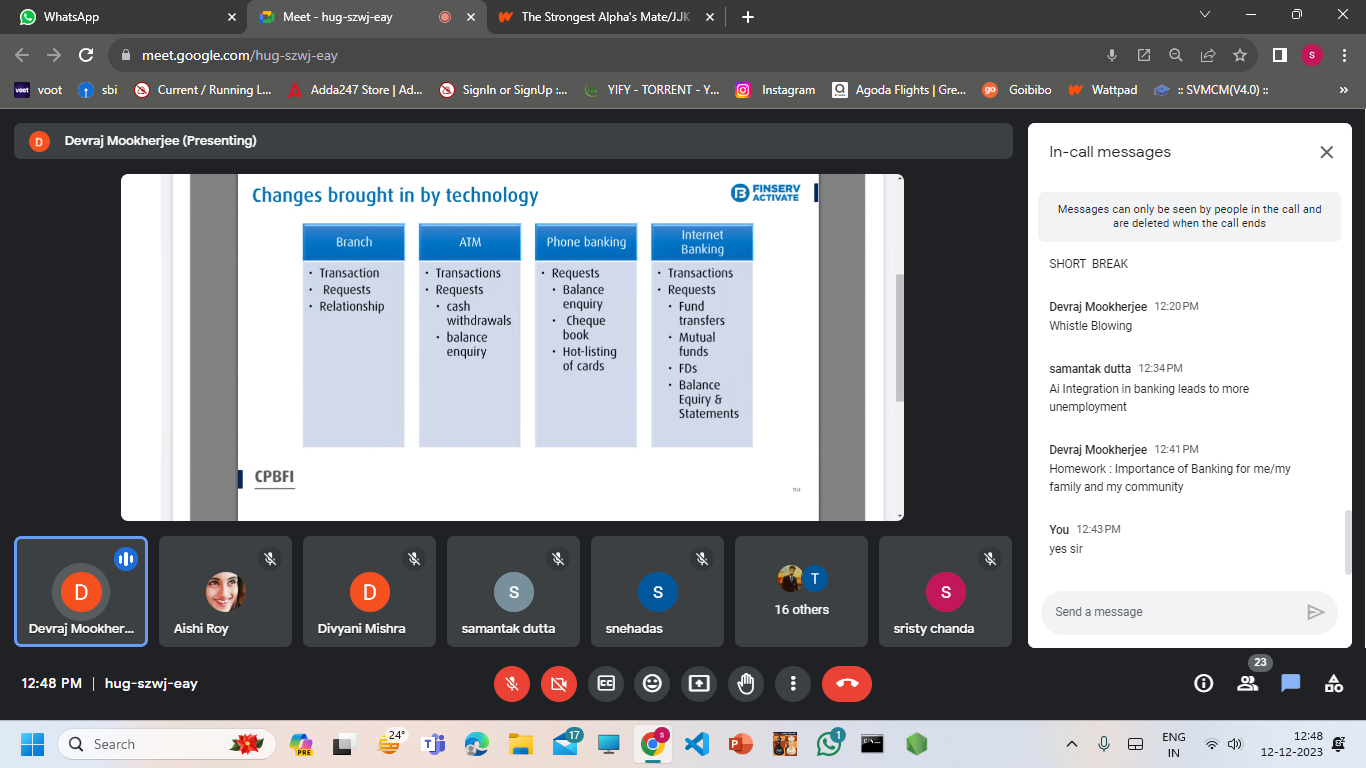 WhatsApp
Meet - hug-szwj-eay
The Strongest Alpha's Mate/JJK
meet.google.com/hug-szwj-eay
S
voot
voot
sbi
Current / Running L...
Adda247 Store | Ad...
SignIn or SignUp :...
YIFY - TORRENT - Y...
Instagram
a
Agoda Flights | Gre...
go
Goibibo
Wattpad
:: SVMCM(V4.0) ::
»
D
Devraj Mookherjee (Presenting)
Changes brought in by technology
FINSERV
ACTIVATE
Branch
• Transaction
• Requests
• Relationship
ATM
• Transactions
• Requests
• cash
withdrawals
• balance
enquiry
Phone banking
• Requests
• Balance
enquiry
• Cheque
book
• Hot-listing
of cards
Internet
Banking
• Transactions
• Requests
• Fund
transfers
• Mutual
funds
• FDs
• Balance
Equiry &
Statements
CPBFI
104
In-call messages
Messages can only be seen by people in the call and
are deleted when the call ends
SHORT BREAK
Devraj Mookherjee 12:20 PM
Whistle Blowing
samantak dutta 12:34 PM
Ai Integration in banking leads to more
unemployment
Devraj Mookherjee 12:41 PM
Homework : Importance of Banking for me/my
family and my community
You 12:43 PM
yes sir
Send a message
D
Devraj Mookher...
Aishi Roy
D
Divyani Mishra
S
samantak dutta
S
snehadas
T
16 others
S
sristy chanda
12:48 PM | hug-szwj-eay
CC
23
Search
PRE
24°
17
S
1
ENG
IN
12:48
12-12-2023